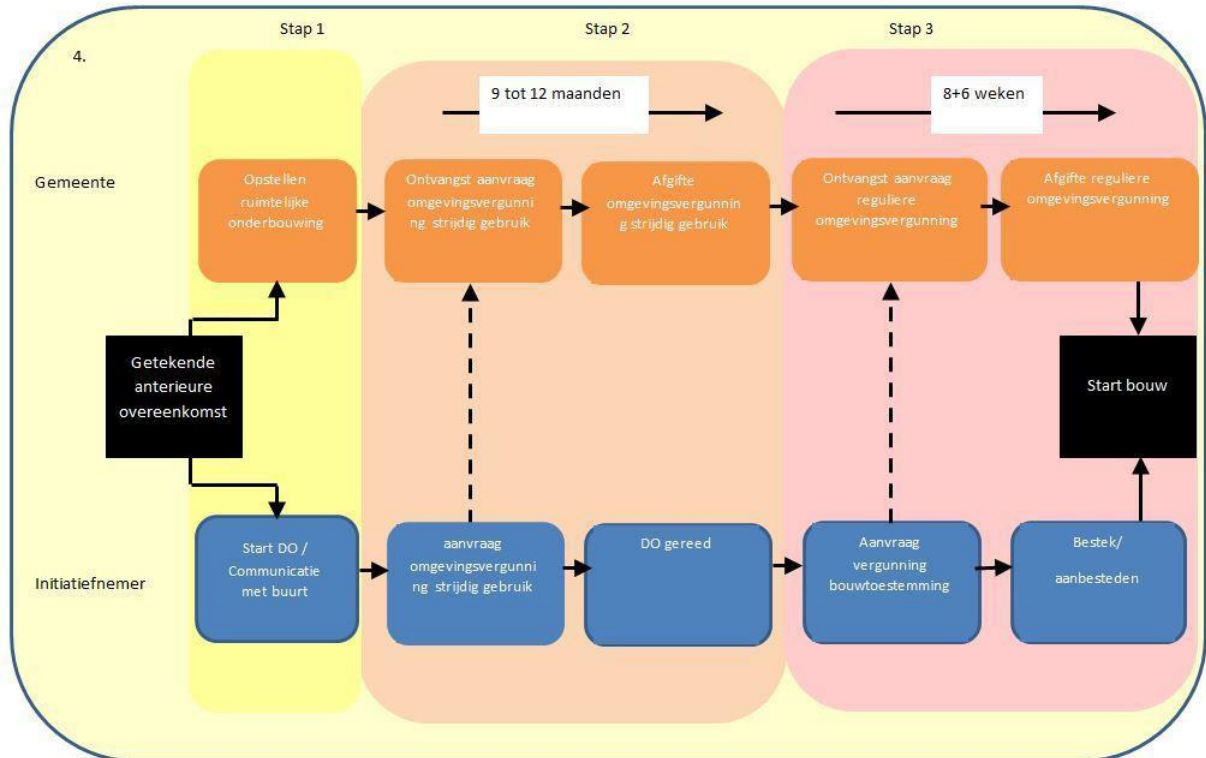 Stap 1
Stap 2
Stap 3
4.
9 tot 12 maanden
8+6 weken
Gemeente
Opstellen
ruimtelijke
onderbouwing
Ontvangst aanvraag
omgevingsvergunni
ng strijdig gebruik
Afgifte
omgevingsvergunnin
g strijdig gebruik
Ontvangst aanvraag
reguliere
omgevingsvergunning
Afgifte reguliere
omgevingsvergunning
Getekende
anterieure
overeenkomst
Start bouw
Initiatiefnemer
Start DO /
Communicatie
met buurt
aanvraag
omgevingsvergunni
ng strijdig gebruik
DO gereed
Aanvraag
vergunning
bouwtoestemming
Bestek/
aanbesteden